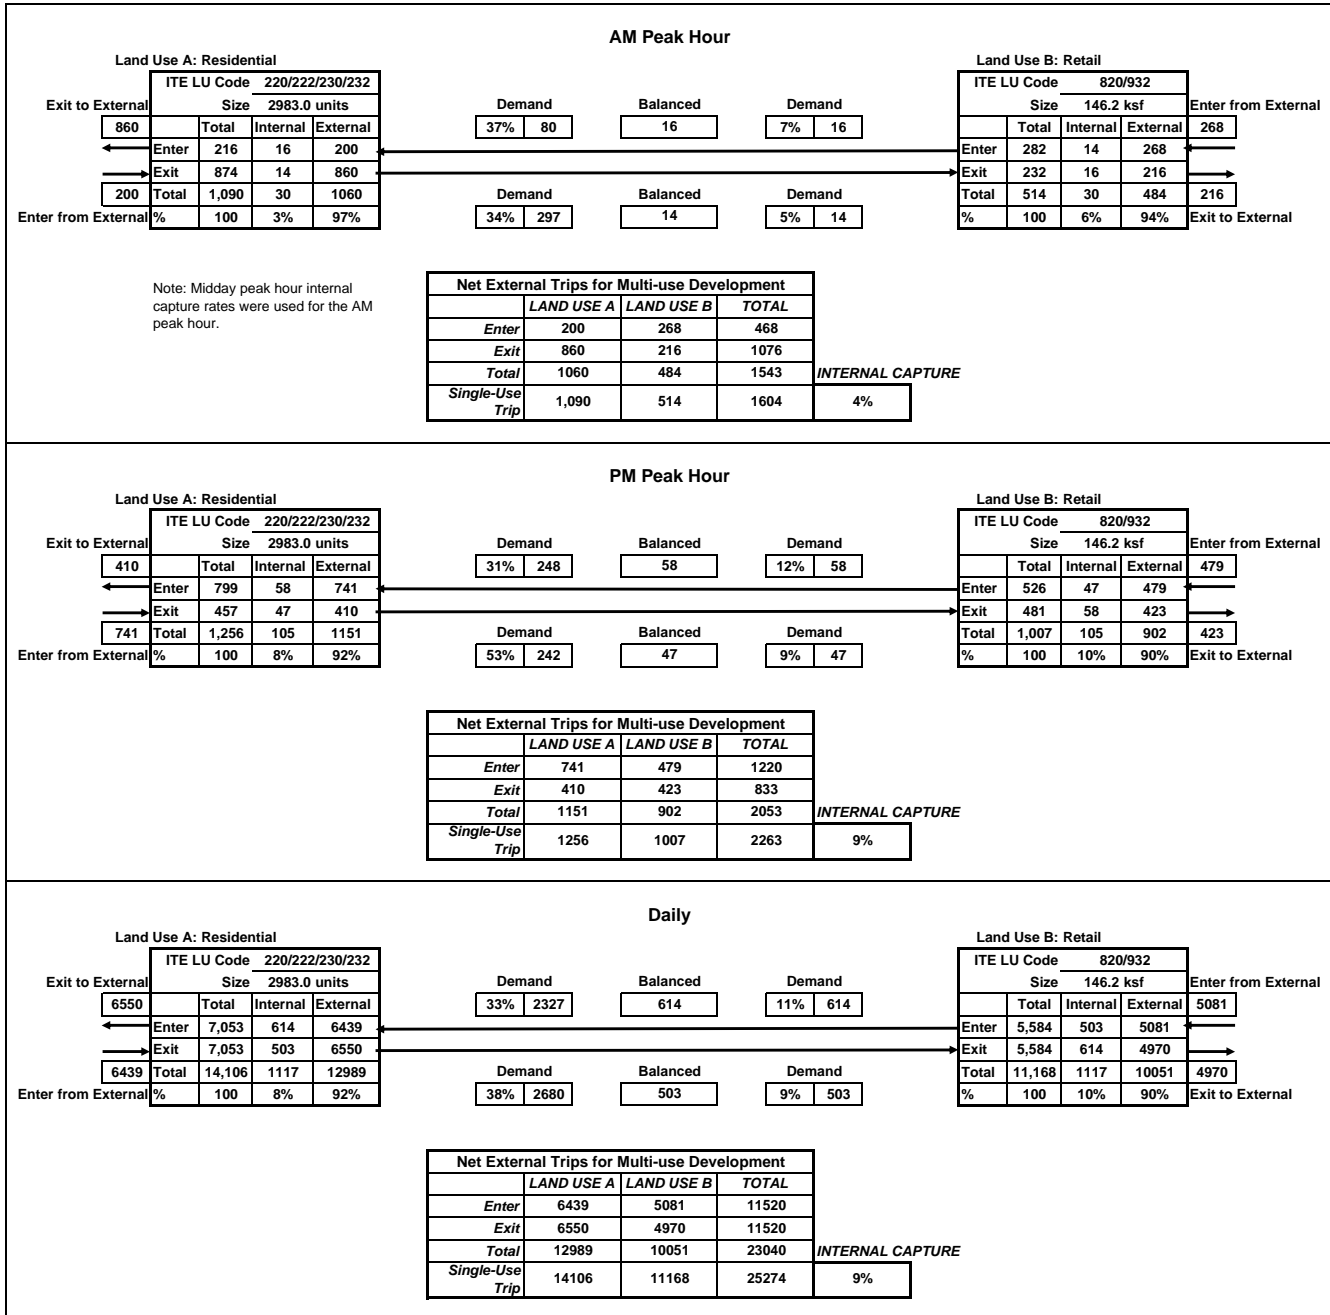 AM Peak Hour
Land Use A: Residential Land Use B: Retail
ITE LU Code 220/222/230/232 ITE LU Code 820/932
Exit to External Size 2983.0 units Demand Balanced Demand Size 146.2 ksf Enter from External
860 Total Internal External 37% 80 16 7% 16 Total Internal External 268
Enter 216 16 200 Enter 282 14 268
Exit 874 14 860 Exit 232 16 216
200 Total 1,090 30 1060 Demand Balanced Demand Total 514 30 484 216
Enter from External % 100 3% 97% 34% 297 14 5% 14 % 100 6% 94% Exit to External
Note: Midday peak hour internal
capture rates were used for the AM
peak hour.
Net External Trips for Multi-use Development
LAND USE A LAND USE B TOTAL
Enter 200 268 468
Exit 860 216 1076
Total 1060 484 1543 INTERNAL CAPTURE
Single-Use
Trip 1,090 514 1604 4%
PM Peak Hour
Land Use A: Residential Land Use B: Retail
ITE LU Code 220/222/230/232 ITE LU Code 820/932
Exit to External Size 2983.0 units Demand Balanced Demand Size 146.2 ksf Enter from External
410 Total Internal External 31% 248 58 12% 58 Total Internal External 479
Enter 799 58 741 Enter 526 47 479
Exit 457 47 410 Exit 481 58 423
741 Total 1,256 105 1151 Demand Balanced Demand Total 1,007 105 902 423
Enter from External % 100 8% 92% 53% 242 47 9% 47 % 100 10% 90% Exit to External
Net External Trips for Multi-use Development
LAND USE A LAND USE B TOTAL
Enter 741 479 1220
Exit 410 423 833
Total 1151 902 2053 INTERNAL CAPTURE
Single-Use
Trip 1256 1007 2263 9%
Daily
Land Use A: Residential Land Use B: Retail
ITE LU Code 220/222/230/232 ITE LU Code 820/932
Exit to External Size 2983.0 units Demand Balanced Demand Size 146.2 ksf Enter from External
6550 Total Internal External 33% 2327 614 11% 614 Total Internal External 5081
Enter 7,053 614 6439 Enter 5,584 503 5081
Exit 7,053 503 6550 Exit 5,584 614 4970
6439 Total 14,106 1117 12989 Demand Balanced Demand Total 11,168 1117 10051 4970
Enter from External % 100 8% 92% 38% 2680 503 9% 503 % 100 10% 90% Exit to External
Net External Trips for Multi-use Development
LAND USE A LAND USE B TOTAL
Enter 6439 5081 11520
Exit 6550 4970 11520
Total 12989 10051 23040 INTERNAL CAPTURE
Single-Use
Trip 14106 11168 25274 9%